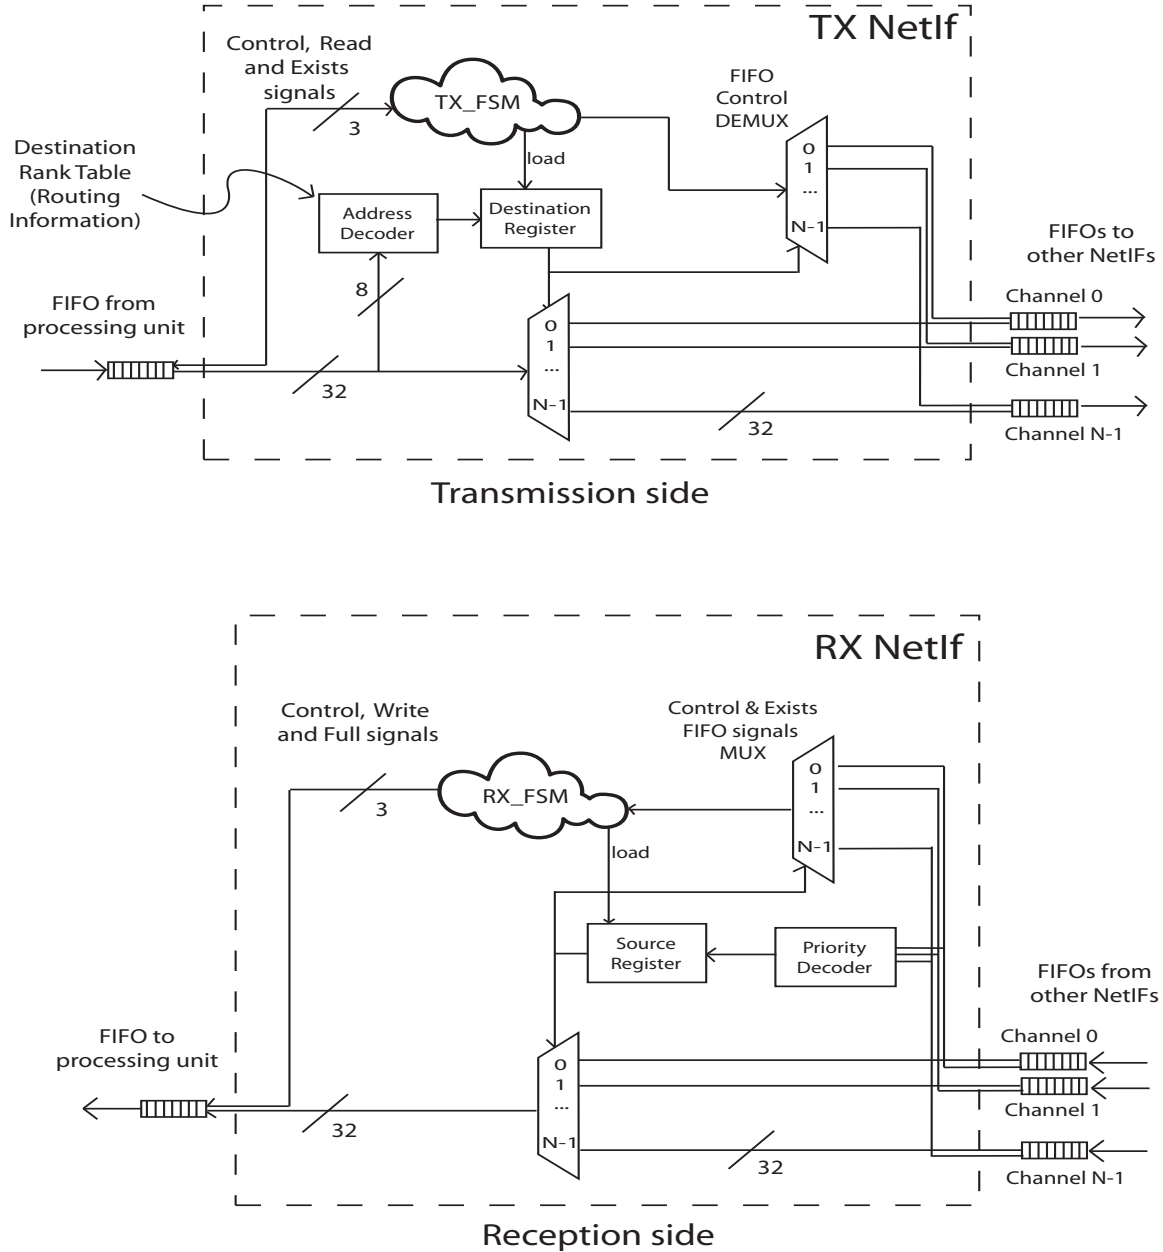 TX NetIf
Control, Read
and Exists
signals
3
TX_FSM
FIFO
Control
DEMUX
0
1
...
N-1
load
Destination
Rank Table
(Routing
Information)
Address
Decoder
Destination
Register
8
FIFO from
processing unit
32
0
1
...
N-1
32
FIFOs to
other NetIFs
Channel 0
Channel 1
Channel N-1
Transmission side
RX NetIf
Control, Write
and Full signals
3
RX_FSM
Control & Exists
FIFO signals
MUX
0
1
...
N-1
load
Source
Register
Priority
Decoder
FIFO to
processing unit
32
0
1
...
N-1
32
FIFOs from
other NetIFs
Channel 0
Channel 1
Channel N-1
Reception side